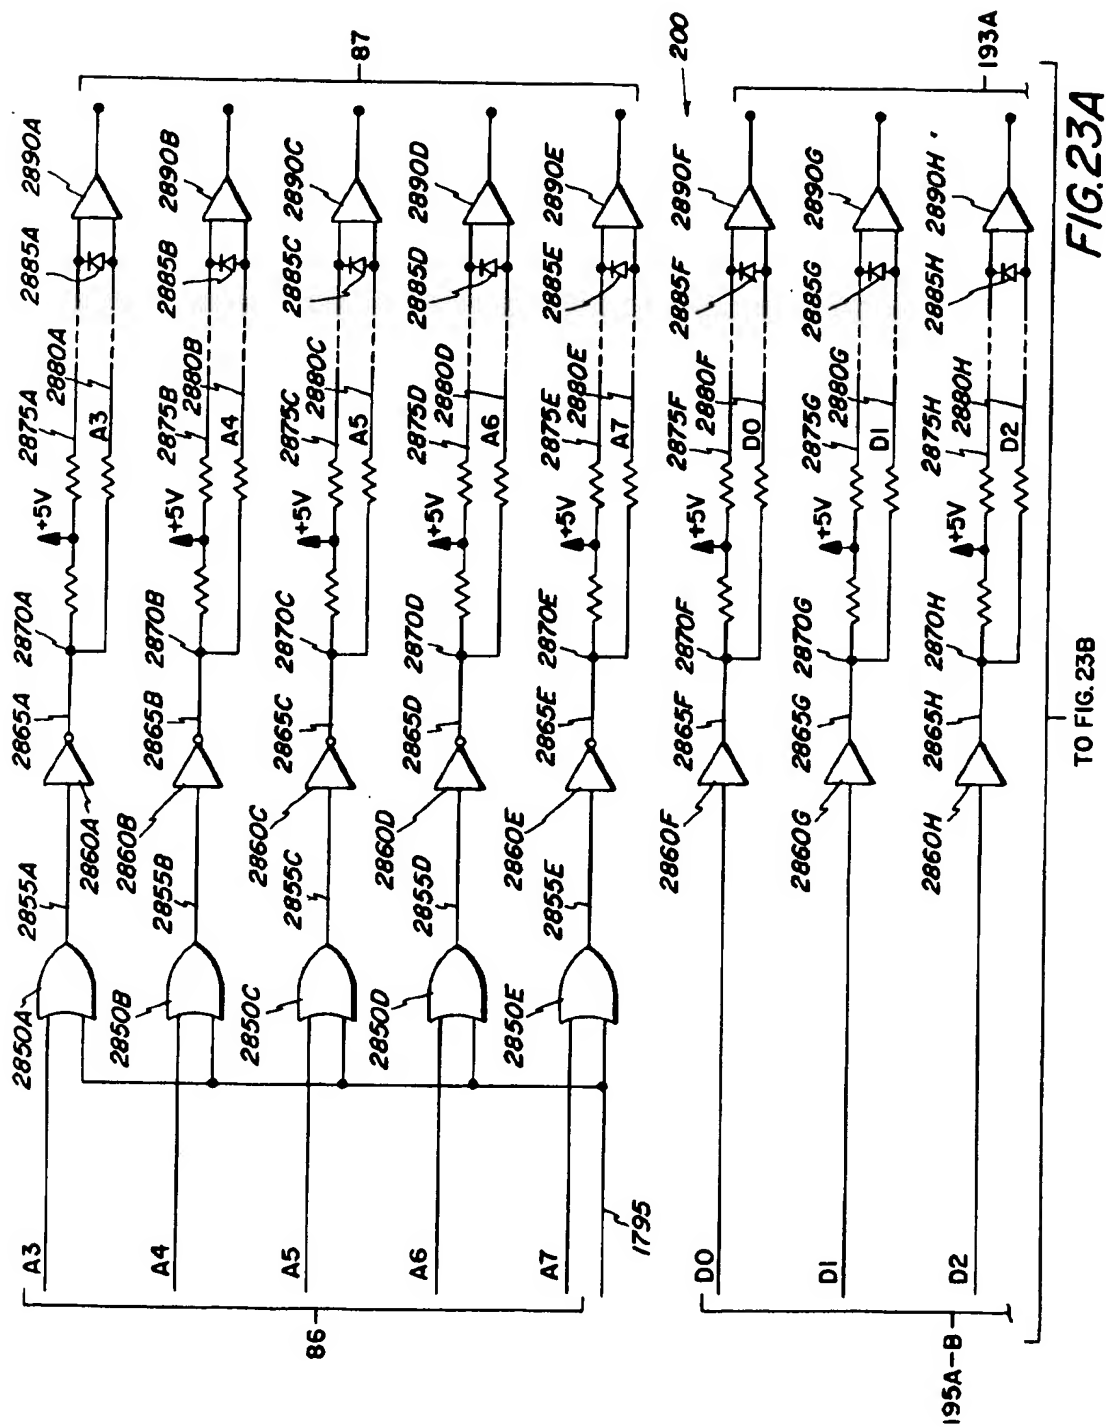 86
A3
2850A
2855A
2860A
2865A
2870A
+5V
2875A
A3
2880A
2885A
2890A
A4
2850B
2855B
2860B
2865B
2870B
+5V
2875B
A4
2880B
2885B
2890B
A5
2850C
2855C
2860C
2865C
2870C
+5V
2875C
A5
2880C
2885C
2890C
A6
2850D
2855D
2860D
2865D
2870D
+5V
2875D
A6
2880D
2885D
2890D
A7
2850E
2855E
2860E
2865E
2870E
+5V
2875E
A7
2880E
2885E
2890E
87
1795
200
195A-B
D0
2860F
2865F
2870F
+5V
2875F
D0
2880F
2885F
2890F
D1
2860G
2865G
2870G
+5V
2875G
D1
2880G
2885G
2890G
D2
2860H
2865H
2870H
+5V
2875H
D2
2880H
2885H
2890H
193A
TO FIG. 23B
FIG. 23A